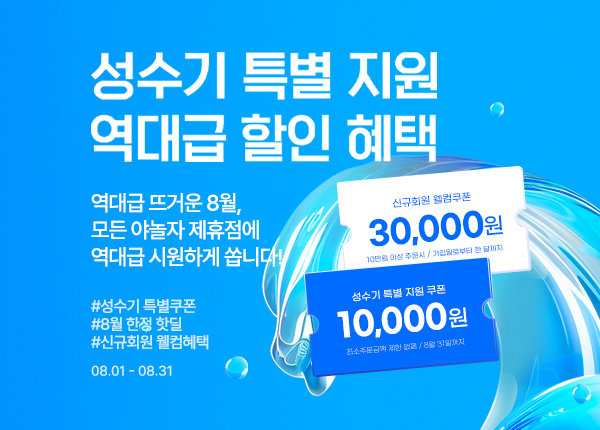 성수기 특별 지원
역대급 할인 혜택
역대급 뜨거운 8월,
모든 야놀자 제휴점에
역대급 시원하게 쏩니다!
#성수기 특별쿠폰
#8월 한정 핫딜
#신규회원 웰컴혜택
08.01 - 08.31
신규회원 웰컴쿠폰
30,000원
10만원 이상 주문시 / 가입일로부터 한 달까지
성수기 특별 지원 쿠폰
10,000원
최소주문금액 제한 없음 / 8월 31일까지